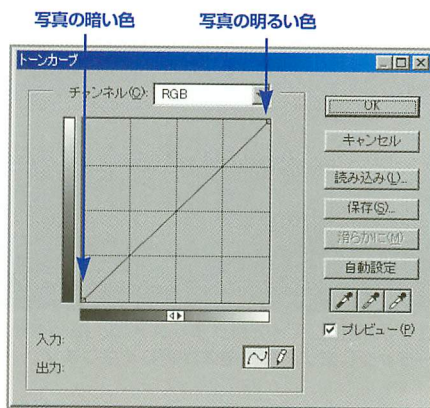 写真の暗い色
写真の明るい色
トーンカーブ
チャンネル(C): RGB
OK
キャンセル
読み込み(L)...
保存(S)...
滑らかに(M)
自動設定
プレビュー(P)
入力:
出力: